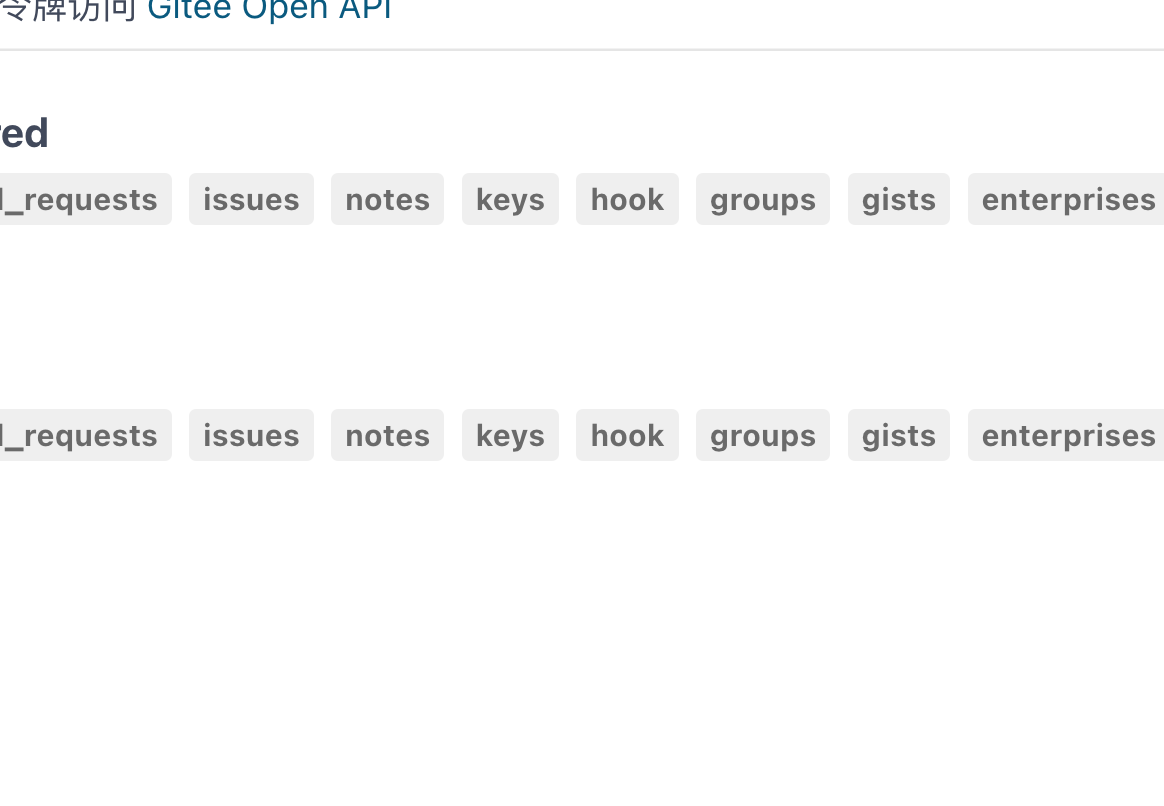 令牌访问 Gitee Open API
red
l_requests issues notes keys hook groups gists enterprises
l_requests issues notes keys hook groups gists enterprises